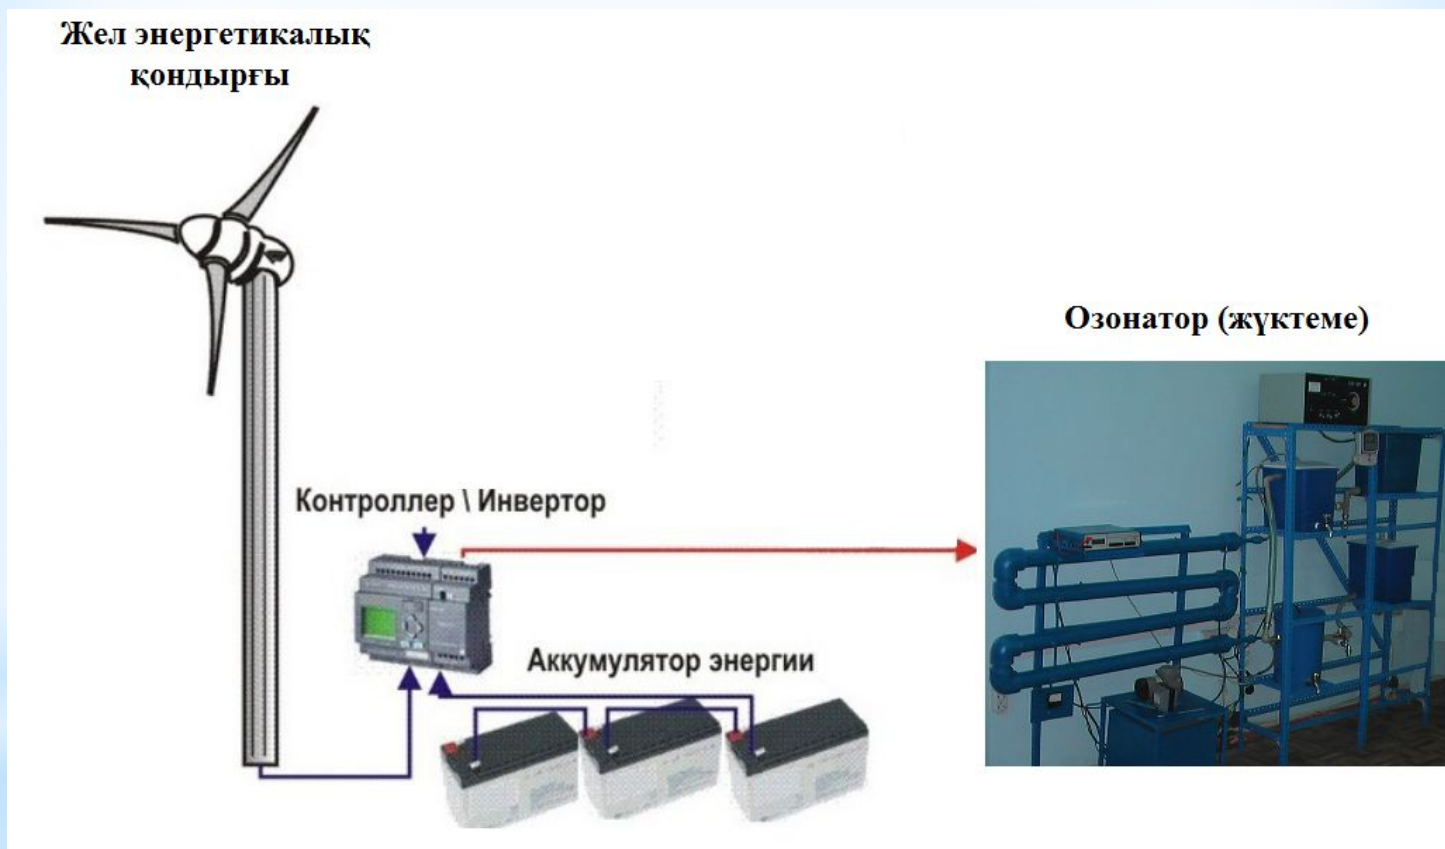 Жел энергетикалық
қондырғы
Озонатор (жүктеме)
Контроллер \ Инвертор
Аккумулятор энергии